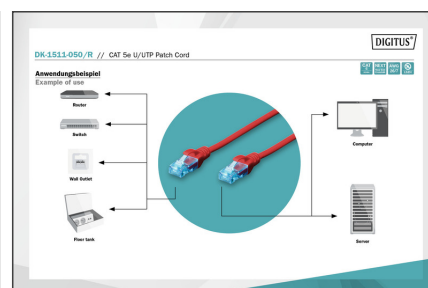 DIGITUS®
DK-1511-050/R // CAT 5e U/UTP Patch Cord
Anwendungsbeispiel
Example of use
Router
Switch
Wall Outlet
Floor tank
Computer
Server